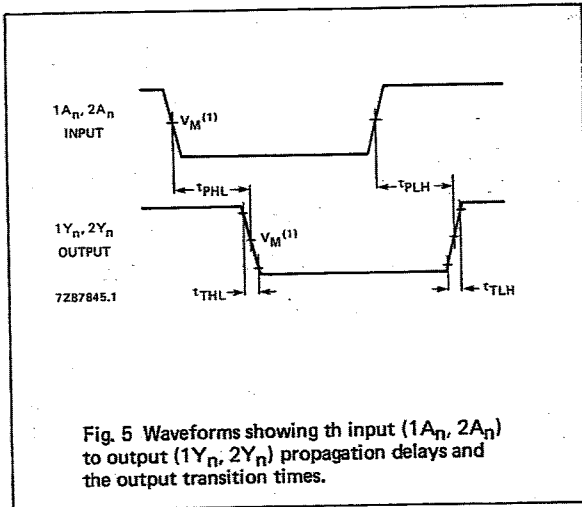 1An, 2An
INPUT
VM(1)
tPHL
tPLH
1Yn, 2Yn
OUTPUT
VM(1)
7Z87845.1
tTHL
tTLH
Fig. 5 Waveforms showing th input (1An, 2An)
to output (1Yn, 2Yn) propagation delays and
the output transition times.